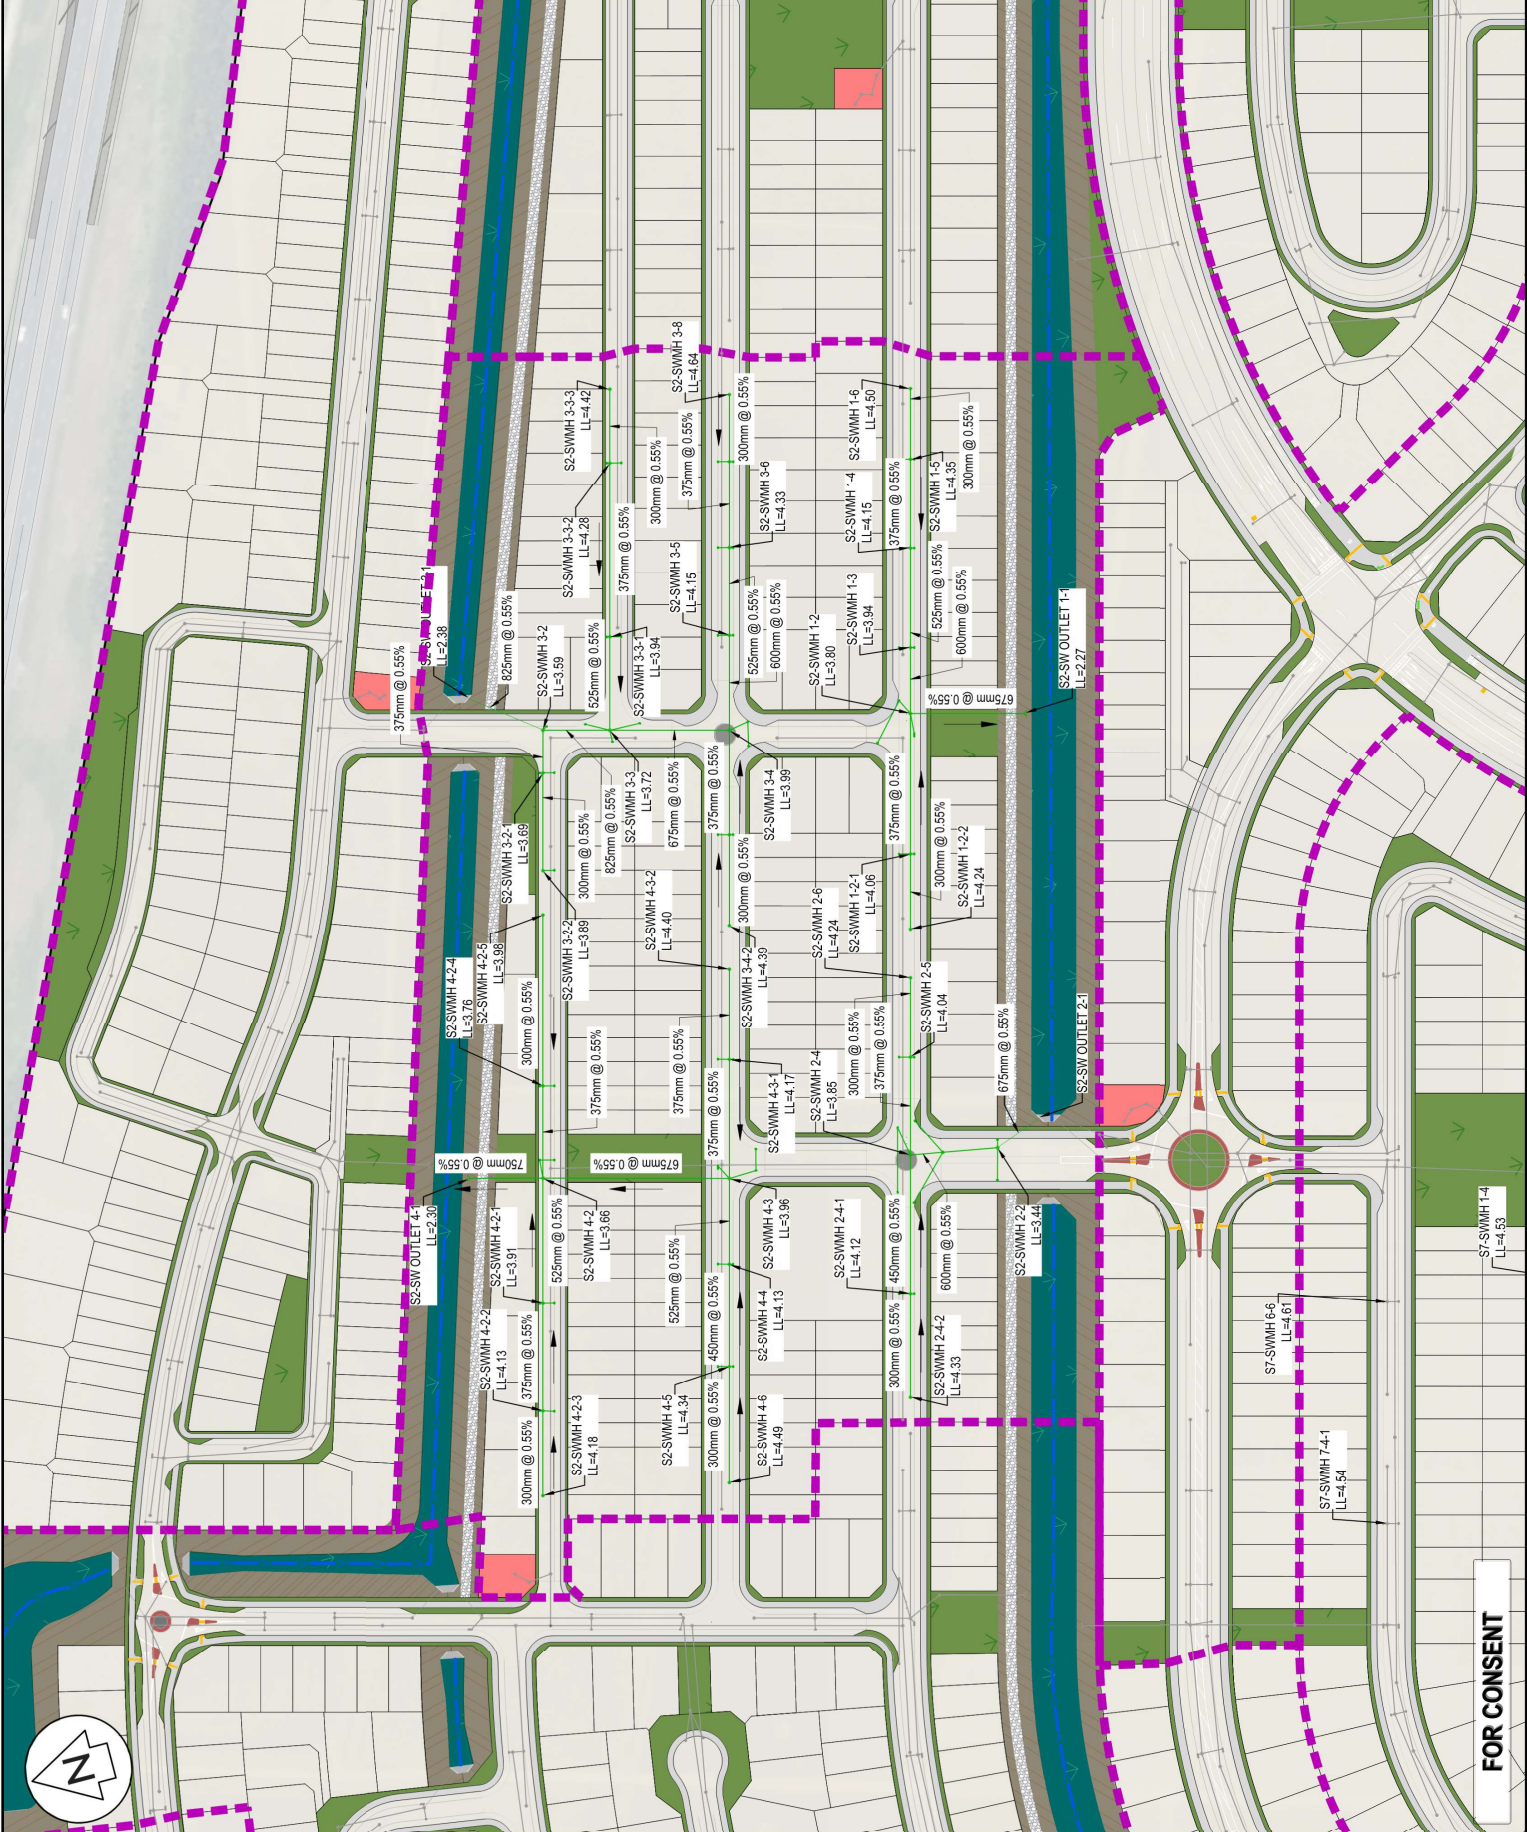 S2-SWMH 3-8
LL=4.64
S2-SWMH 3-3-3
LL=4.42
300mm @ 0.55%
375mm @ 0.55%
300mm @ 0.55%
S2-SWMH 1-6
LL=4.50
300mm @ 0.55%
S2-SWMH 3-3-2
LL=4.28
375mm @ 0.55%
S2-SWMH 3-6
LL=4.33
LL=4.15
375mm @ 0.55%
S2-SWMH 1-5
LL=4.35
S2-SWMH 3-5
LL=4.15
525mm @ 0.55%
600mm @ 0.55%
S2-SWMH 1-3
LL=3.94
525mm @ 0.55%
600mm @ 0.55%
LL=2.38
825mm @ 0.55%
S2-SWMH 3-2
LL=3.59
525mm @ 0.55%
S2-SWMH 3-3-1
LL=3.94
S2-SWMH 1-2
LL=3.80
S2-SW OUTLET 1-1
LL=2.27
375mm @ 0.55%
675mm @ 0.55%
S2-SWMH 3-2-1
LL=3.69
300mm @ 0.55%
825mm @ 0.55%
S2-SWMH 3-3
LL=3.72
675mm @ 0.55%
375mm @ 0.55%
S2-SWMH 3-4
LL=3.99
375mm @ 0.55%
300mm @ 0.55%
S2-SWMH 1-2-2
LL=4.24
S2-SWMH 4-2-4
LL=3.76
S2-SWMH 4-2-5
LL=3.98
S2-SWMH 3-2-2
LL=3.89
S2-SWMH 4-3-2
LL=4.40
300mm @ 0.55%
S2-SWMH 3-4-2
LL=4.39
S2-SWMH 2-6
LL=4.24
S2-SWMH 1-2-1
LL=4.06
300mm @ 0.55%
375mm @ 0.55%
375mm @ 0.55%
375mm @ 0.55%
S2-SWMH 4-3-1
LL=4.17
S2-SWMH 2-4
LL=3.85
300mm @ 0.55%
375mm @ 0.55%
S2-SWMH 2-5
LL=4.04
675mm @ 0.55%
S2-SW OUTLET 2-1
750mm @ 0.55%
675mm @ 0.55%
S2-SW OUTLET 4-1
LL=2.30
S2-SWMH 4-2-1
LL=3.91
525mm @ 0.55%
S2-SWMH 4-2
LL=3.66
525mm @ 0.55%
S2-SWMH 4-3
LL=3.96
S2-SWMH 2-4-1
LL=4.12
450mm @ 0.55%
600mm @ 0.55%
S2-SWMH 2-2
LL=3.44
S2-SWMH 4-2-2
LL=4.13
375mm @ 0.55%
450mm @ 0.55%
S2-SWMH 4-4
LL=4.13
300mm @ 0.55%
S2-SWMH 2-4-2
LL=4.33
300mm @ 0.55%
S2-SWMH 4-2-3
LL=4.18
S2-SWMH 4-5
LL=4.34
300mm @ 0.55%
S2-SWMH 4-6
LL=4.49
S7-SWMH 1-4
LL=4.53
S7-SWMH 6-6
LL=4.61
S7-SWMH 7-4-1
LL=4.54
N
FOR CONSENT